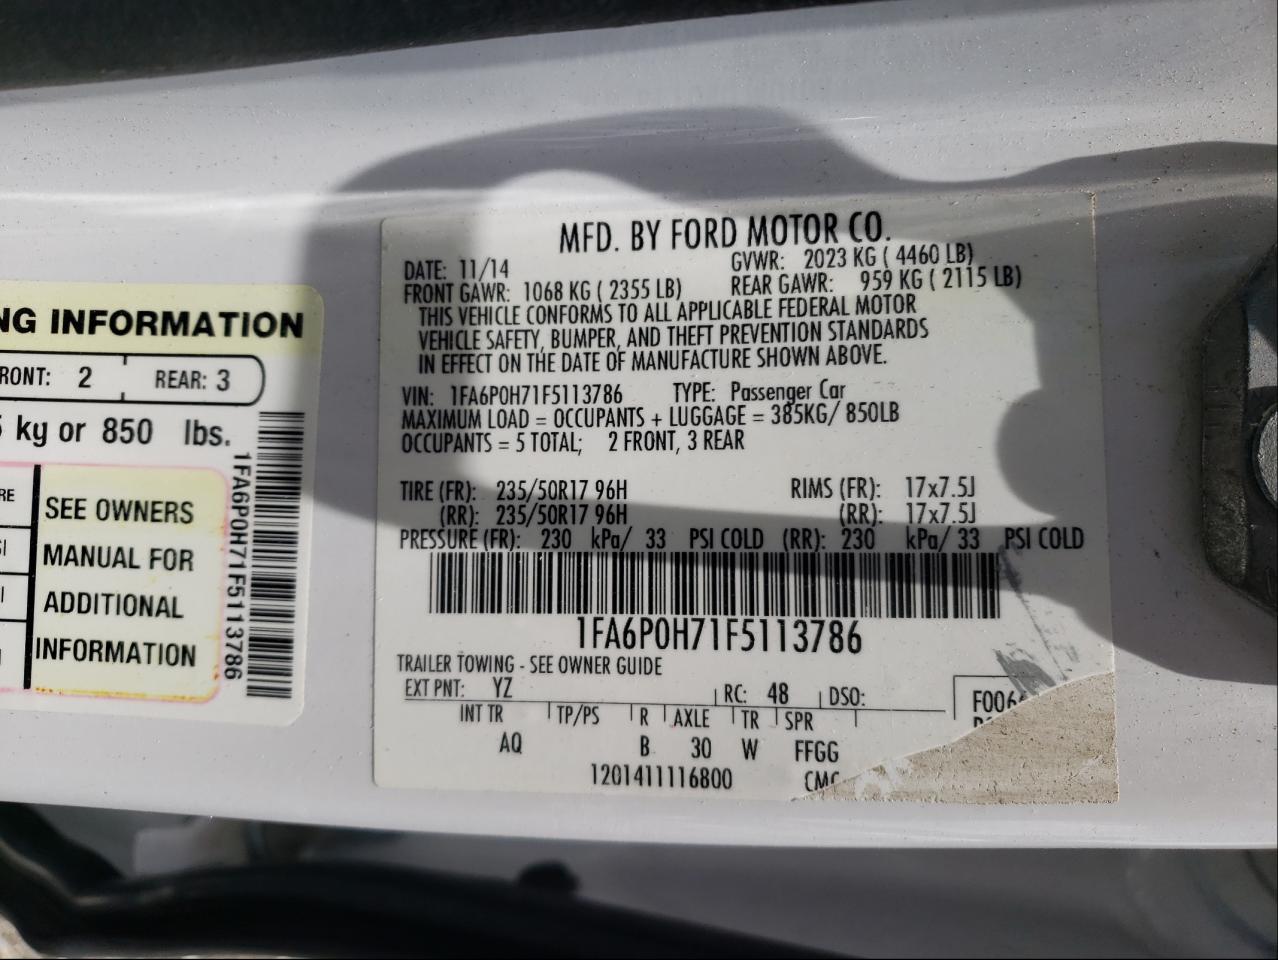 NG INFORMATION
RONT: 2 REAR: 3
kg or 850 lbs.
SEE OWNERS
MANUAL FOR
ADDITIONAL
INFORMATION
1FA6P0H71F5113786
MFD. BY FORD MOTOR CO.
DATE: 11/14 GVWR: 2023 KG ( 4460 LB)
FRONT GAWR: 1068 KG ( 2355 LB) REAR GAWR: 959 KG ( 2115 LB)
THIS VEHICLE CONFORMS TO ALL APPLICABLE FEDERAL MOTOR
VEHICLE SAFETY, BUMPER, AND THEFT PREVENTION STANDARDS
IN EFFECT ON THE DATE OF MANUFACTURE SHOWN ABOVE.
VIN: 1FA6P0H71F5113786 TYPE: Passenger Car
MAXIMUM LOAD = OCCUPANTS + LUGGAGE = 385KG/ 850LB
OCCUPANTS = 5 TOTAL; 2 FRONT, 3 REAR
TIRE (FR): 235/50R17 96H RIMS (FR): 17x7.5J
(RR): 235/50R17 96H (RR): 17x7.5J
PRESSURE (FR): 230 kPa/ 33 PSI COLD (RR): 230 kPa/ 33 PSI COLD
1FA6P0H71F5113786
TRAILER TOWING - SEE OWNER GUIDE
EXT PNT: YZ RC: 48 DSO:
INT TR TP/PS R AXLE TR SPR
AQ B 30 W FFGG
1201411116800 CMC
F006